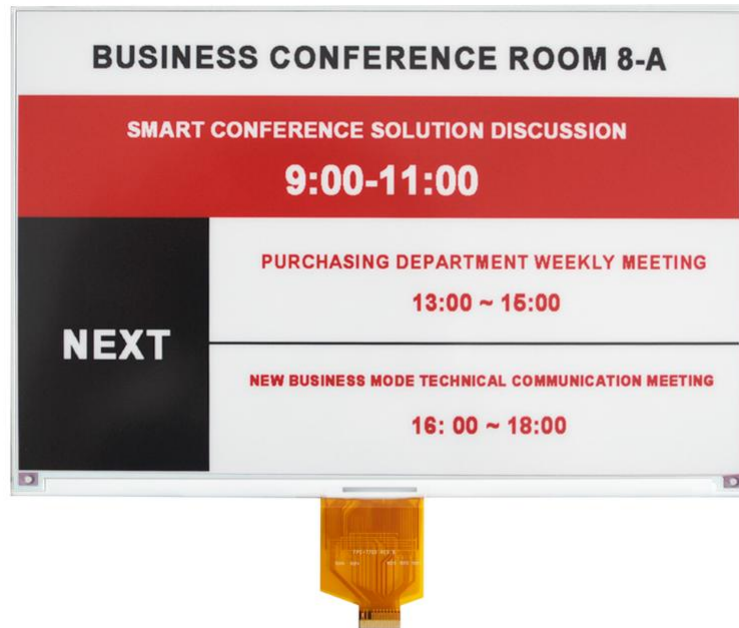 BUSINESS CONFERENCE ROOM 8-A
SMART CONFERENCE SOLUTION DISCUSSION
9:00-11:00
NEXT
PURCHASING DEPARTMENT WEEKLY MEETING
13:00 ~ 15:00
NEW BUSINESS MODE TECHNICAL COMMUNICATION MEETING
16: 00 ~ 18:00